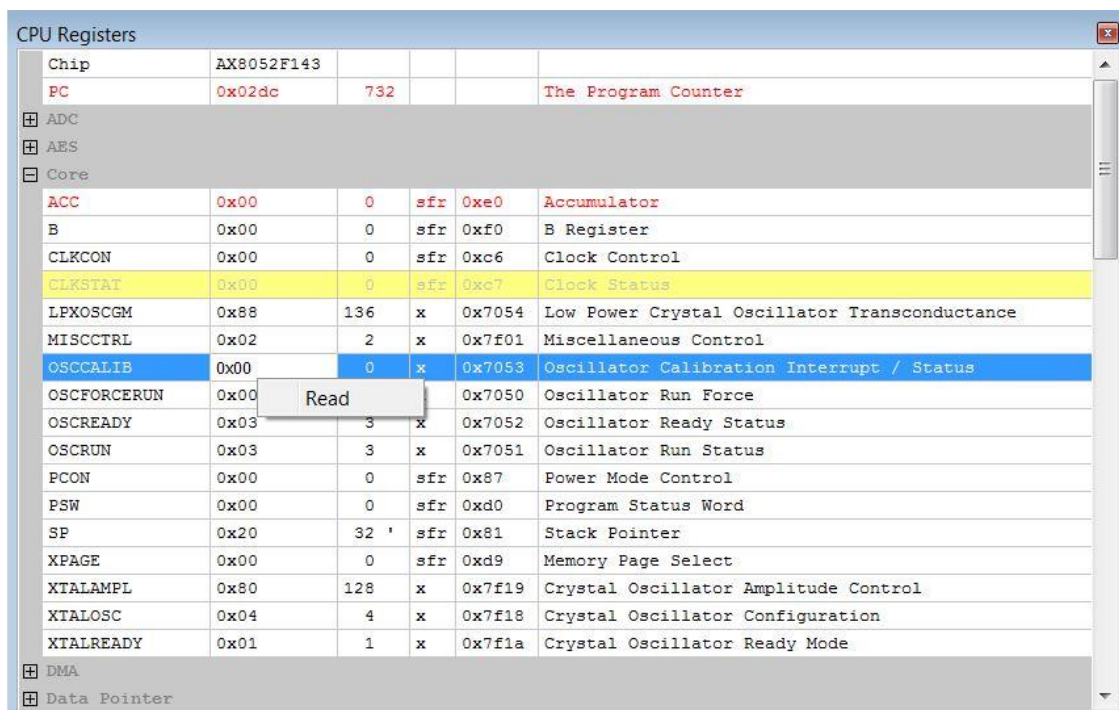 CPU Registers
Chip AX8052F143
PC 0x02dc 732 The Program Counter
ADC
AES
Core
ACC 0x00 0 sfr 0xe0 Accumulator
B 0x00 0 sfr 0xf0 B Register
CLKCON 0x00 0 sfr 0xc6 Clock Control
CLKSTAT 0x00 0 sfr 0xc7 Clock Status
LPXOSCGM 0x88 136 x 0x7054 Low Power Crystal Oscillator Transconductance
MISCCTRL 0x02 2 x 0x7f01 Miscellaneous Control
OSCCALIB 0x00 0 x 0x7053 Oscillator Calibration Interrupt / Status
OSCFORCERUN 0x00 0x7050 Oscillator Run Force
Read
OSCREADY 0x03 3 x 0x7052 Oscillator Ready Status
OSCRUN 0x03 3 x 0x7051 Oscillator Run Status
PCON 0x00 0 sfr 0x87 Power Mode Control
PSW 0x00 0 sfr 0xd0 Program Status Word
SP 0x20 32 ' sfr 0x81 Stack Pointer
XPAGE 0x00 0 sfr 0xd9 Memory Page Select
XTALAMPL 0x80 128 x 0x7f19 Crystal Oscillator Amplitude Control
XTALOSC 0x04 4 x 0x7f18 Crystal Oscillator Configuration
XTALREADY 0x01 1 x 0x7f1a Crystal Oscillator Ready Mode
DMA
Data Pointer